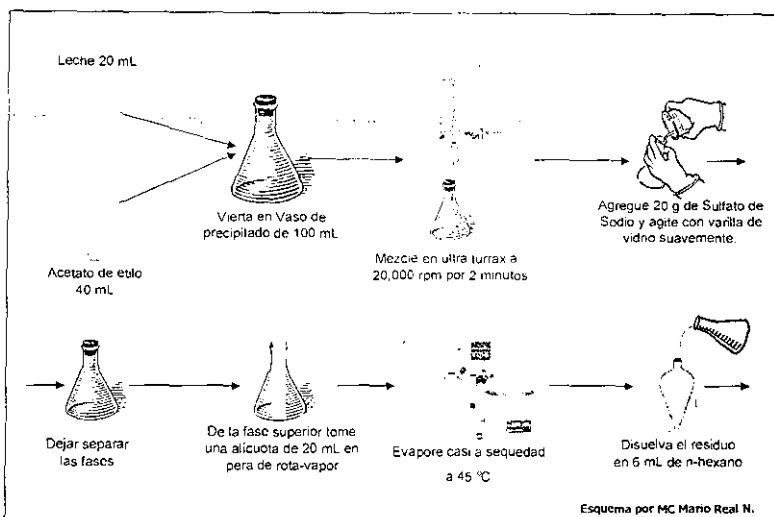 Leche 20 mL
Vierta en Vaso de
precipitado de 100 mL
Acetato de etilo
40 mL
Mezcle en ultra turrax a
20,000 rpm por 2 minutos
Agregue 20 g de Sulfato de
Sodio y agite con varilla de
vidrio suavemente.
Dejar separar
las fases
De la fase superior tome
una alícuota de 20 mL en
pera de rota-vapor
Evapore casi a sequedad
a 45 °C
Disuelva el residuo
en 6 mL de n-hexano
Esquema por MC Mario Real N.